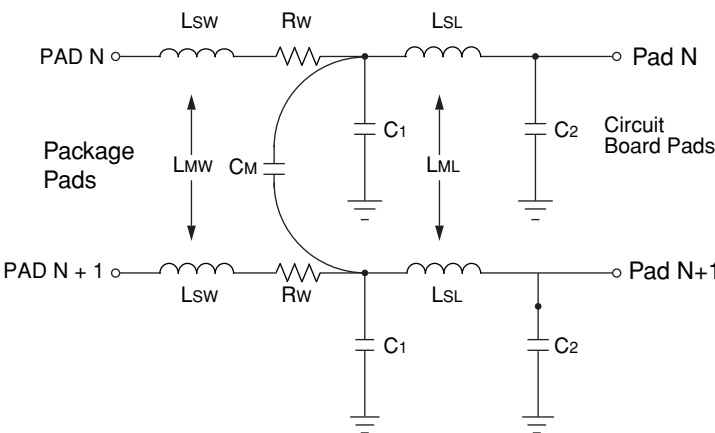 LSW RW LSL
PAD N Pad N
C1 C2 Circuit
Board Pads
Package
Pads
LMW CM LML
PAD N + 1 Pad N+1
LSW RW LSL
C1 C2